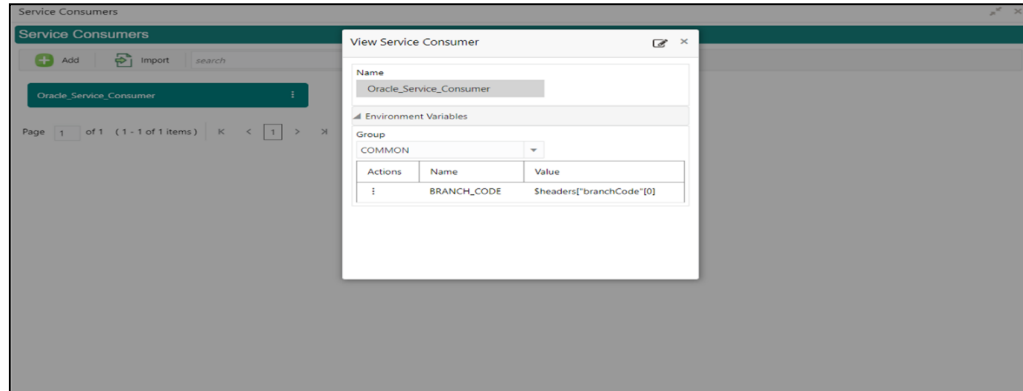 Service Consumers
Service Consumers
Add Import search
Oracle_Service_Consumer
Page 1 of 1 ( 1 - 1 of 1 items ) 1
View Service Consumer
Name
Oracle_Service_Consumer
Environment Variables
Group
COMMON
Actions Name Value
BRANCH_CODE $headers["branchCode"[0]